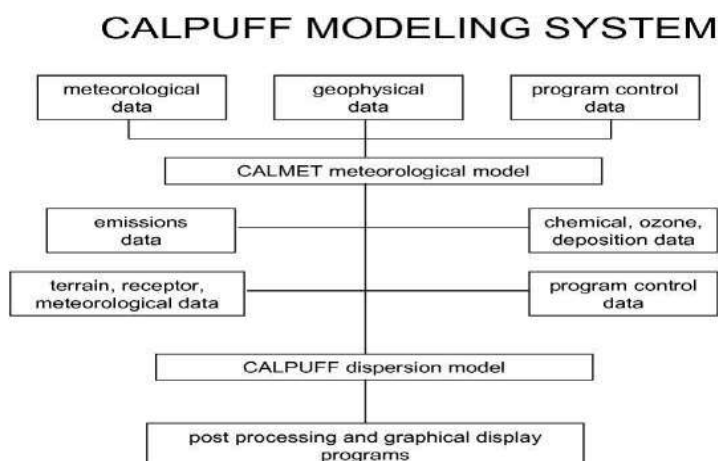 CALPUFF MODELING SYSTEM
meteorological
data
geophysical
data
program control
data
CALMET meteorological model
emissions
data
chemical, ozone,
deposition data
terrain, receptor,
meteorological data
program control
data
CALPUFF dispersion model
post processing and graphical display
programs